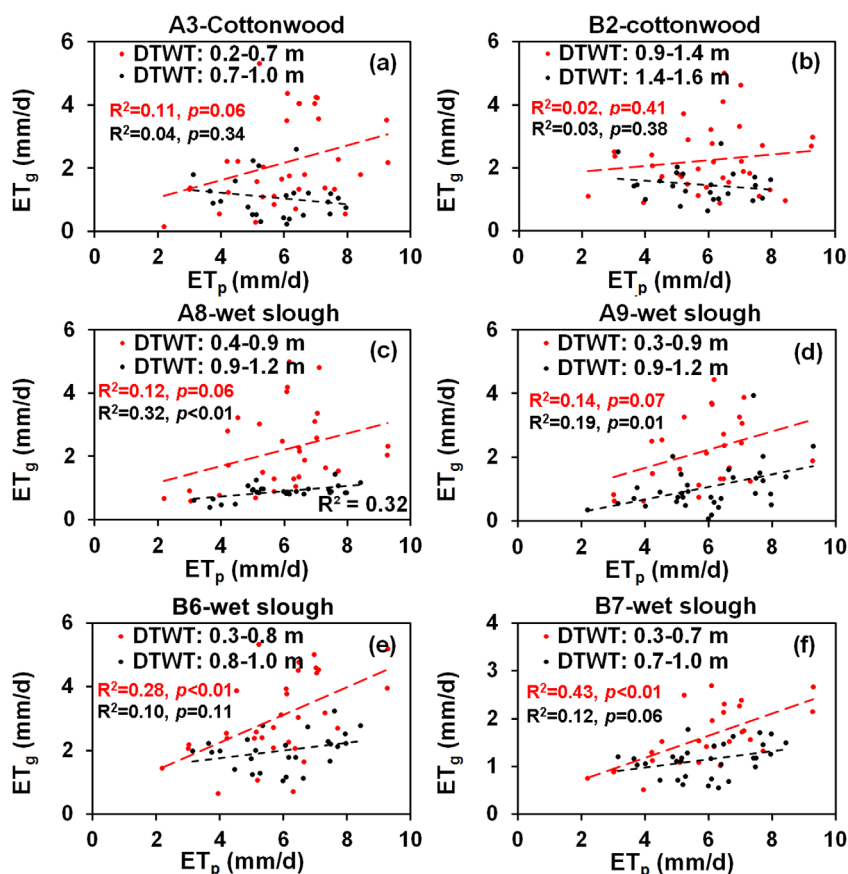 A3-Cottonwood
6
DTWT: 0.2-0.7 m
(a)
DTWT: 0.7-1.0 m
4
R²=0.11, p=0.06
R²=0.04, p=0.34
2
0
0 2 4 6 8 10
ETg (mm/d)
ETp (mm/d)
B2-cottonwood
6
DTWT: 0.9-1.4 m
(b)
DTWT: 1.4-1.6 m
4
R²=0.02, p=0.41
R²=0.03, p=0.38
2
0
0 2 4 6 8 10
ETg (mm/d)
ETp (mm/d)
A8-wet slough
6
DTWT: 0.4-0.9 m
(c)
DTWT: 0.9-1.2 m
4
R²=0.12, p=0.06
R²=0.32, p<0.01
2
R² = 0.32
0
0 2 4 6 8 10
ETg (mm/d)
ETp (mm/d)
A9-wet slough
6
DTWT: 0.3-0.9 m
(d)
DTWT: 0.9-1.2 m
4
R²=0.14, p=0.07
R²=0.19, p=0.01
2
0
0 2 4 6 8 10
ETg (mm/d)
ETp (mm/d)
B6-wet slough
6
DTWT: 0.3-0.8 m
(e)
DTWT: 0.8-1.0 m
4
R²=0.28, p<0.01
R²=0.10, p=0.11
2
0
0 2 4 6 8 10
ETg (mm/d)
ETp (mm/d)
B7-wet slough
4
DTWT: 0.3-0.7 m
(f)
DTWT: 0.7-1.0 m
3
R²=0.43, p<0.01
R²=0.12, p=0.06
2
1
0
0 2 4 6 8 10
ETg (mm/d)
ETp (mm/d)